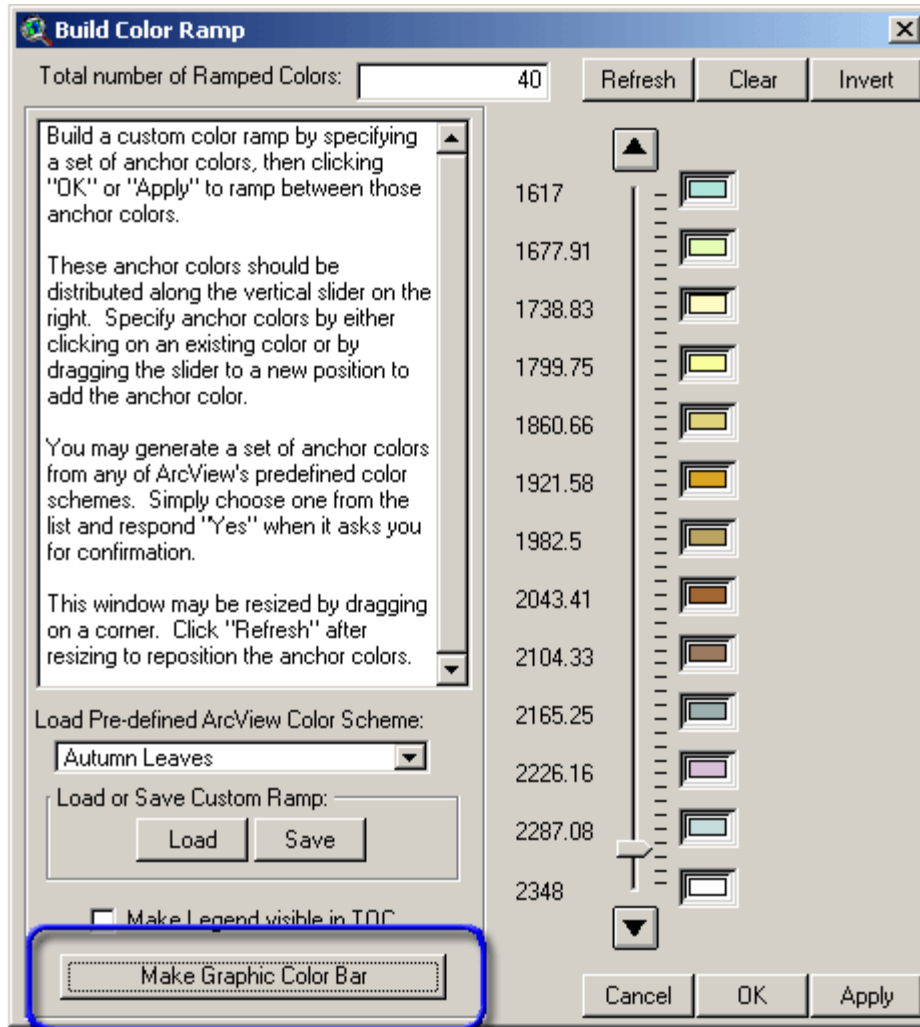 Build Color Ramp
Total number of Ramped Colors: 40
Refresh Clear Invert
Build a custom color ramp by specifying
a set of anchor colors, then clicking
"OK" or "Apply" to ramp between those
anchor colors.
These anchor colors should be
distributed along the vertical slider on the
right. Specify anchor colors by either
clicking on an existing color or by
dragging the slider to a new position to
add the anchor color.
You may generate a set of anchor colors
from any of ArcView's predefined color
schemes. Simply choose one from the
list and respond "Yes" when it asks you
for confirmation.
This window may be resized by dragging
on a corner. Click "Refresh" after
resizing to reposition the anchor colors.
Load Pre-defined ArcView Color Scheme:
Autumn Leaves
Load or Save Custom Ramp:
Load Save
Make Legend visible in TOC
Make Graphic Color Bar
1617
1677.91
1738.83
1799.75
1860.66
1921.58
1982.5
2043.41
2104.33
2165.25
2226.16
2287.08
2348
Cancel OK Apply